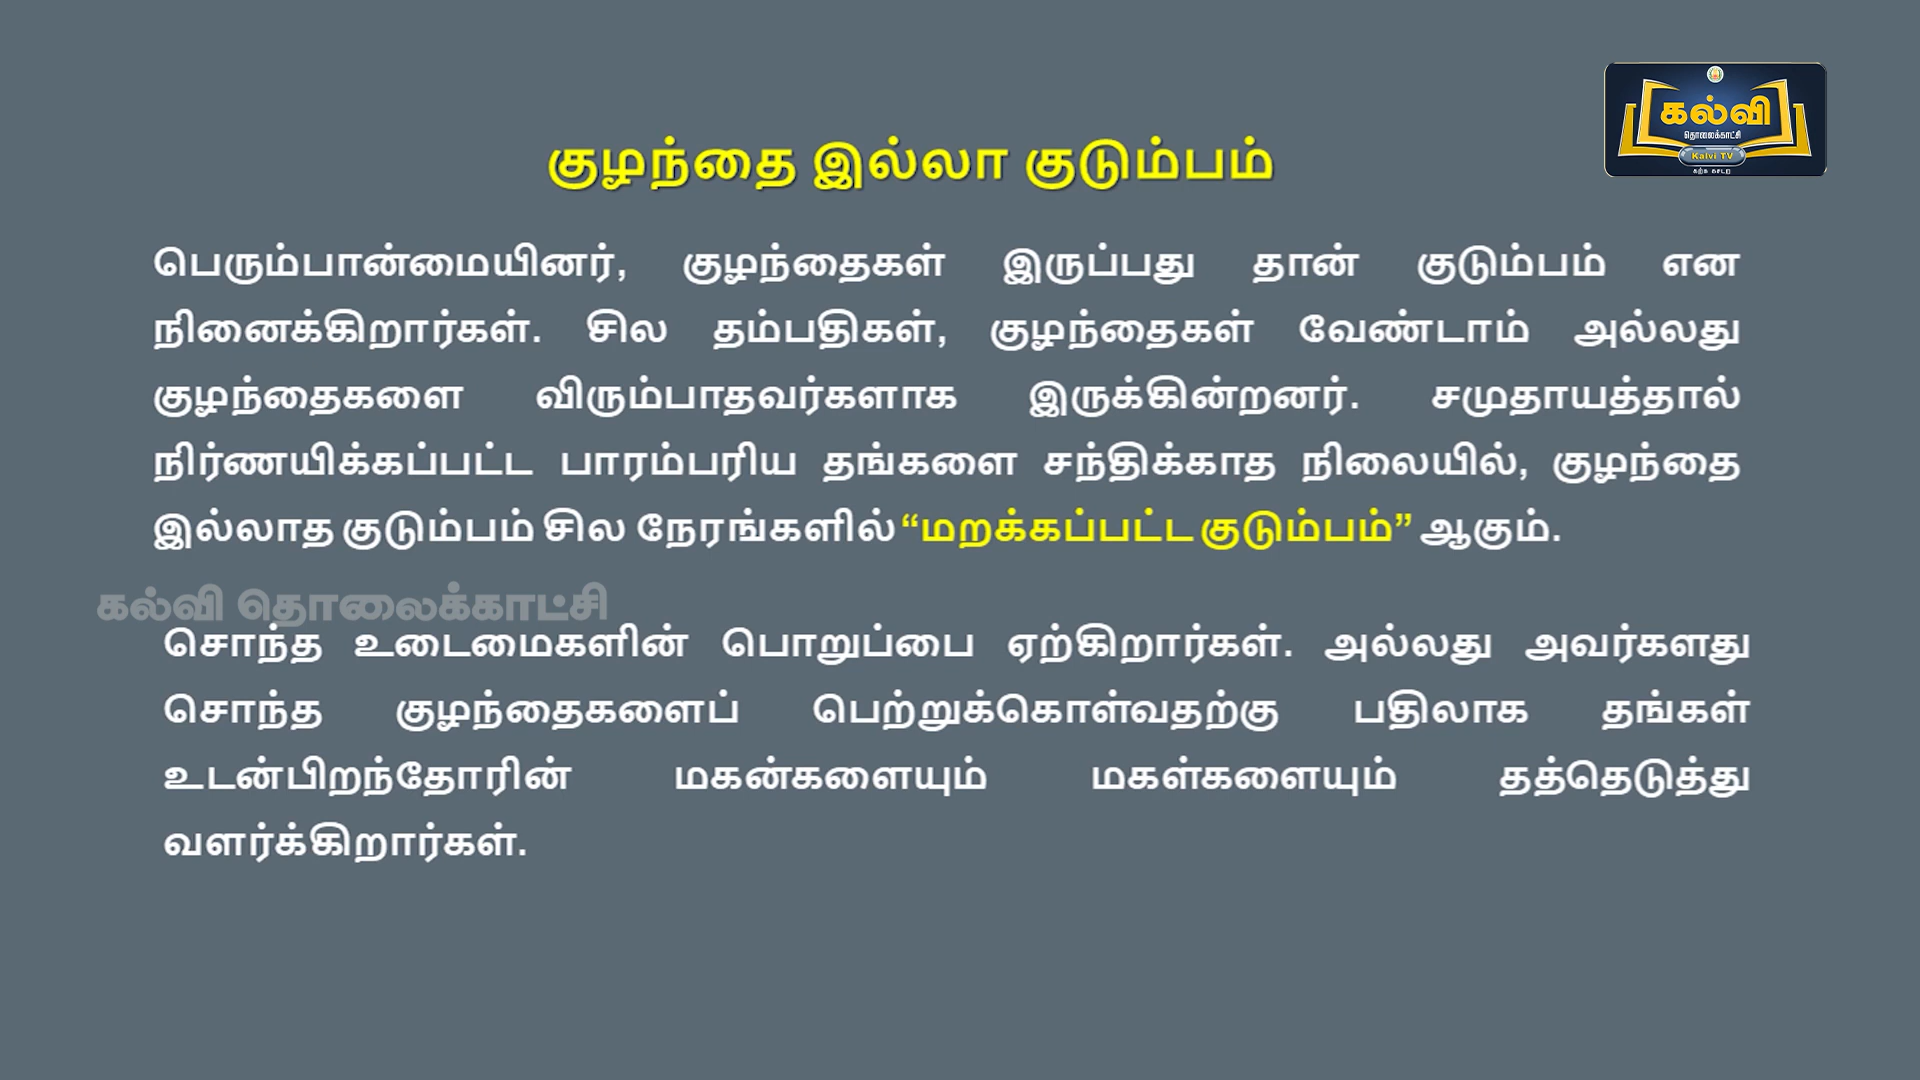 கல்வி
தொலைக்காட்சி
Kalvi TV
கற்க கசடற
குழந்தை இல்லா குடும்பம்
பெரும்பான்மையினர், குழந்தைகள் இருப்பது தான் குடும்பம் என
நினைக்கிறார்கள். சில தம்பதிகள், குழந்தைகள் வேண்டாம் அல்லது
குழந்தைகளை விரும்பாதவர்களாக இருக்கின்றனர். சமுதாயத்தால்
நிர்ணயிக்கப்பட்ட பாரம்பரிய தங்களை சந்திக்காத நிலையில், குழந்தை
இல்லாத குடும்பம் சில நேரங்களில் “மறக்கப்பட்ட குடும்பம்” ஆகும்.
கல்வி தொலைக்காட்சி
சொந்த உடைமைகளின் பொறுப்பை ஏற்கிறார்கள். அல்லது அவர்களது
சொந்த குழந்தைகளைப் பெற்றுக்கொள்வதற்கு பதிலாக தங்கள்
உடன்பிறந்தோரின் மகன்களையும் மகள்களையும் தத்தெடுத்து
வளர்க்கிறார்கள்.